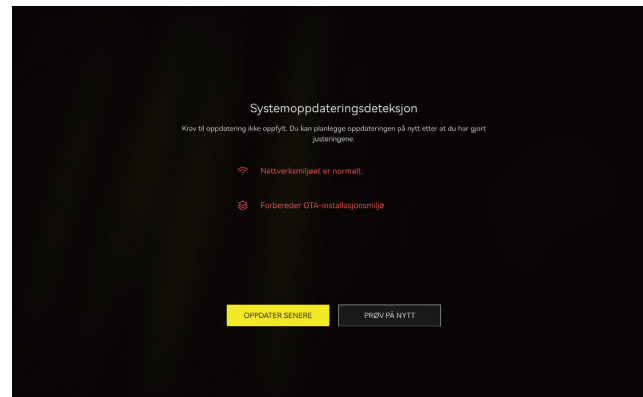 Systemoppdateringsdeteksjon
Krav til oppdatering ikke oppfylt. Du kan planlegge oppdateringen på nytt etter at du har gjort
justeringene.
Nettverksmiljøet er normalt.
Forbereder OTA-installasjonsmiljø
OPPDATER SENERE
PRØV PÅ NYTT